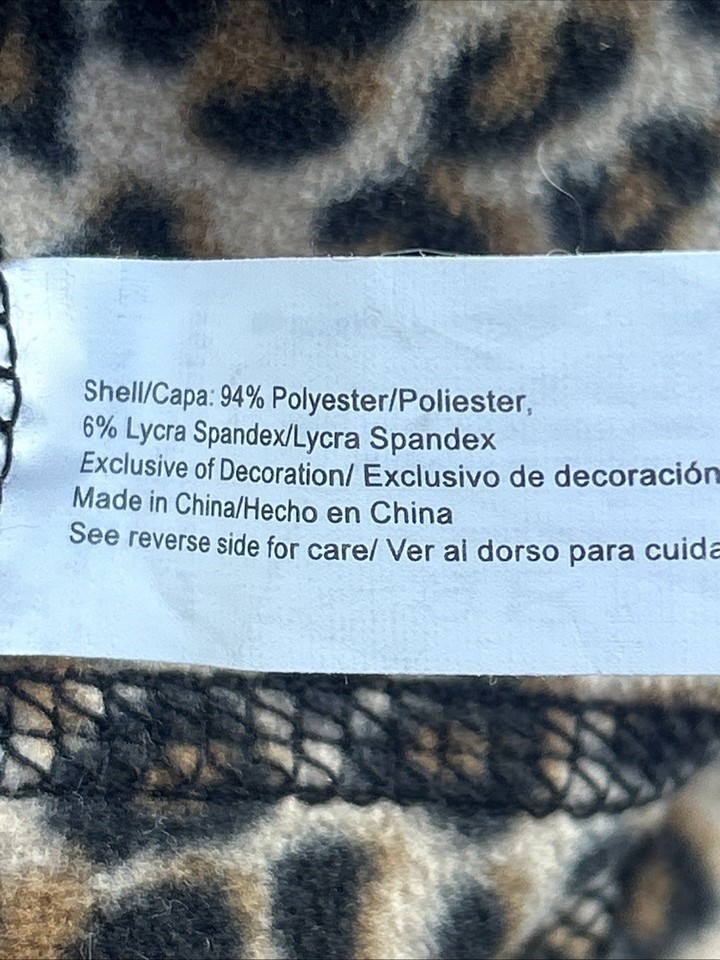 Shell/Capa: 94% Polyester/Poliester,
6% Lycra Spandex/Lycra Spandex
Exclusive of Decoration/ Exclusivo de decoración
Made in China/Hecho en China
See reverse side for care/ Ver al dorso para cuida